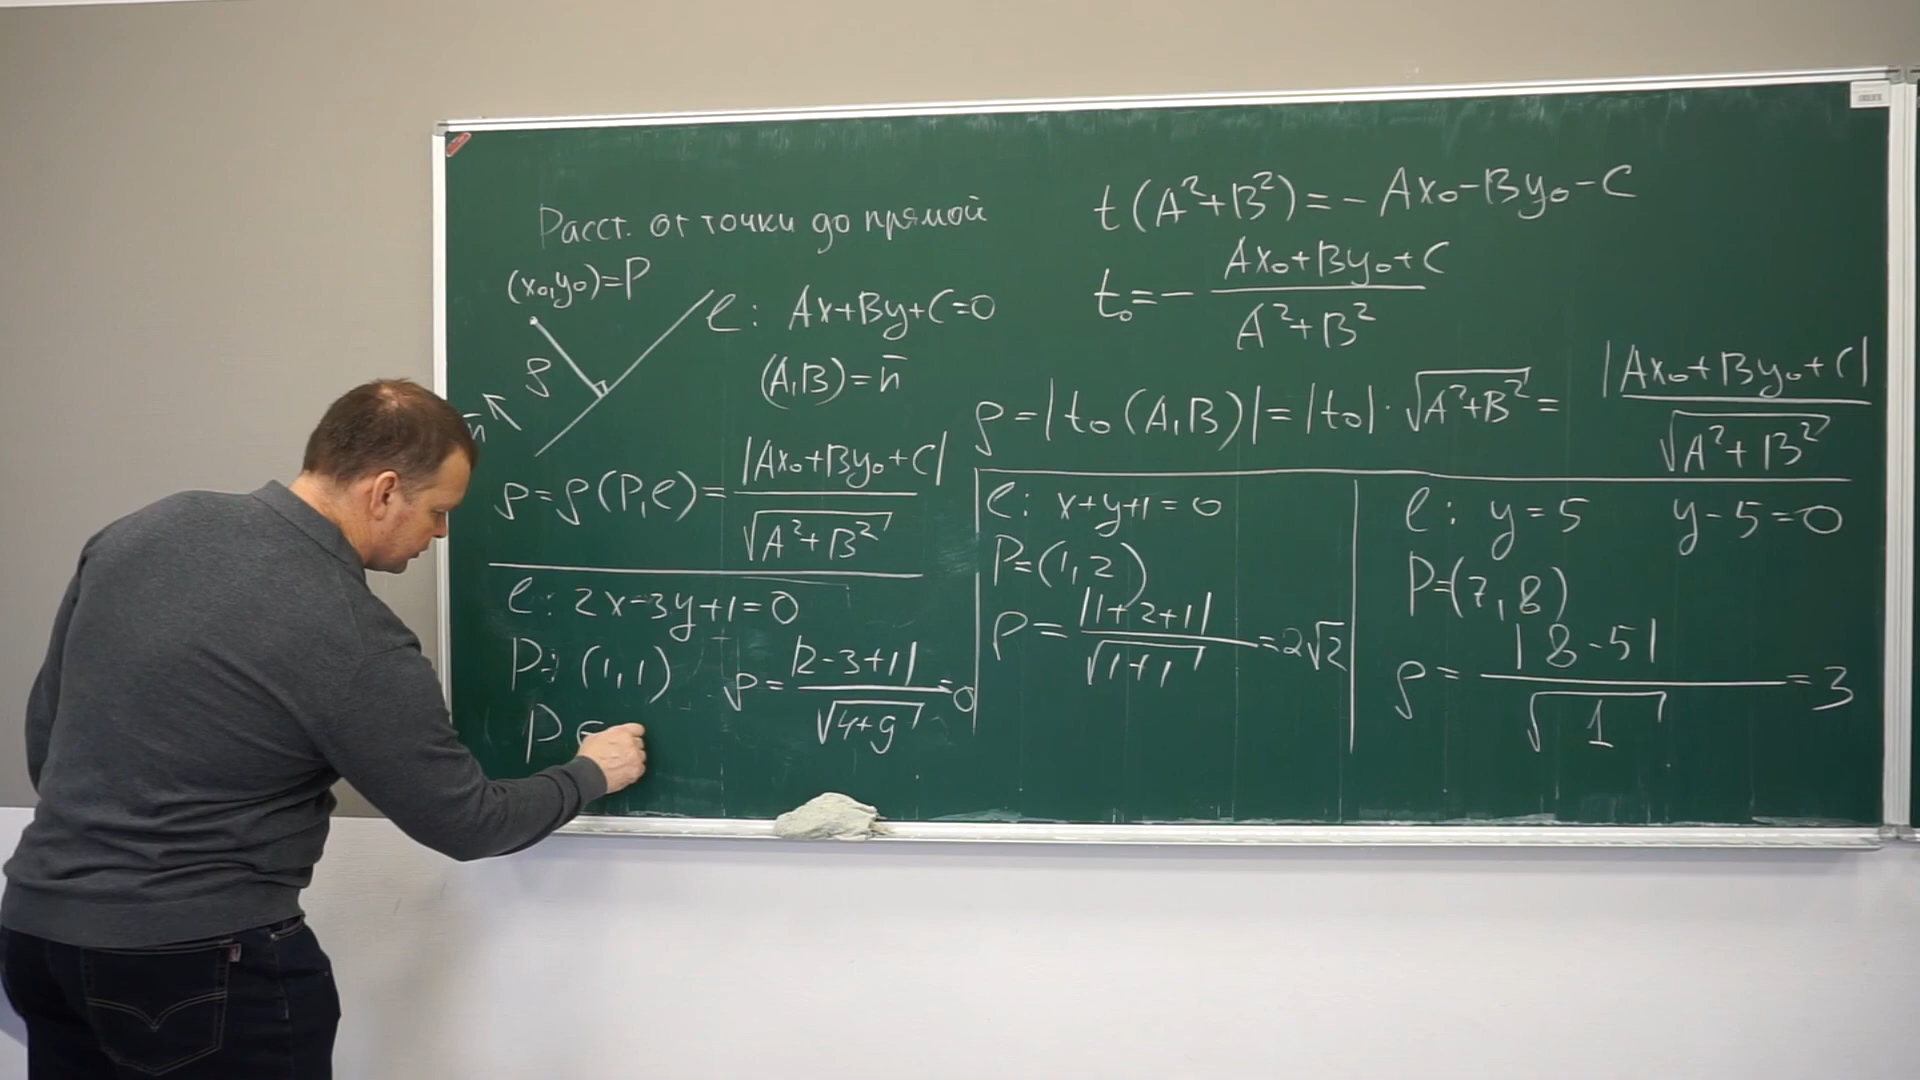 Расст. от точки до прямой
(x₀,y₀)=P
ℓ: Ax+By+C=0
ρ
(A,B)=n̄
n̄
ρ=ρ(P,ℓ)=|Ax₀+By₀+C|/√(A²+B²)
t(A²+B²)=-Ax₀-By₀-C
t₀=-(Ax₀+By₀+C)/(A²+B²)
ρ=|t₀(A,B)|=|t₀|·√(A²+B²)=|Ax₀+By₀+C|/√(A²+B²)
ℓ: 2x-3y+1=0
P=(1,1)
ρ=|2-3+1|/√(4+9)=0
P∈
ℓ: x+y+1=0
P=(1,2)
ρ=|1+2+1|/√(1+1)=2√2
ℓ: y=5 y-5=0
P=(7,8)
ρ=|8-5|/√1=3